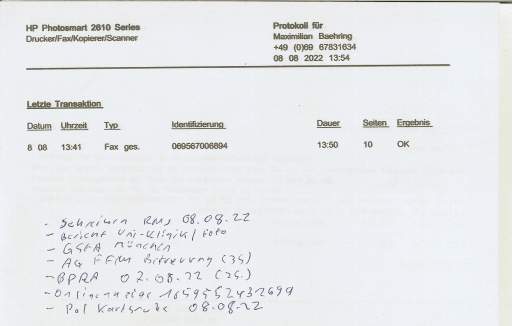 HP Photosmart 2610 Series
Drucker/Fax/Kopierer/Scanner
Protokoll für
Maximilian Baehring
+49 (0)69 67831634
08 08 2022 13:54
Letzte Transaktion
Datum Uhrzeit Typ Identifizierung Dauer Seiten Ergebnis
8 08 13:41 Fax ges. 069567006894 13:50 10 OK
- Schreiben RMJ 08.08.22
- Bericht Uni-Klinik / Foto
- GSTA München
- AG FFM Betreuung (3S)
- BPRA 02.08.22 (2S.)
- Onlineanzeige 1659552432699
- Pol Karlsruhe 08.08.22